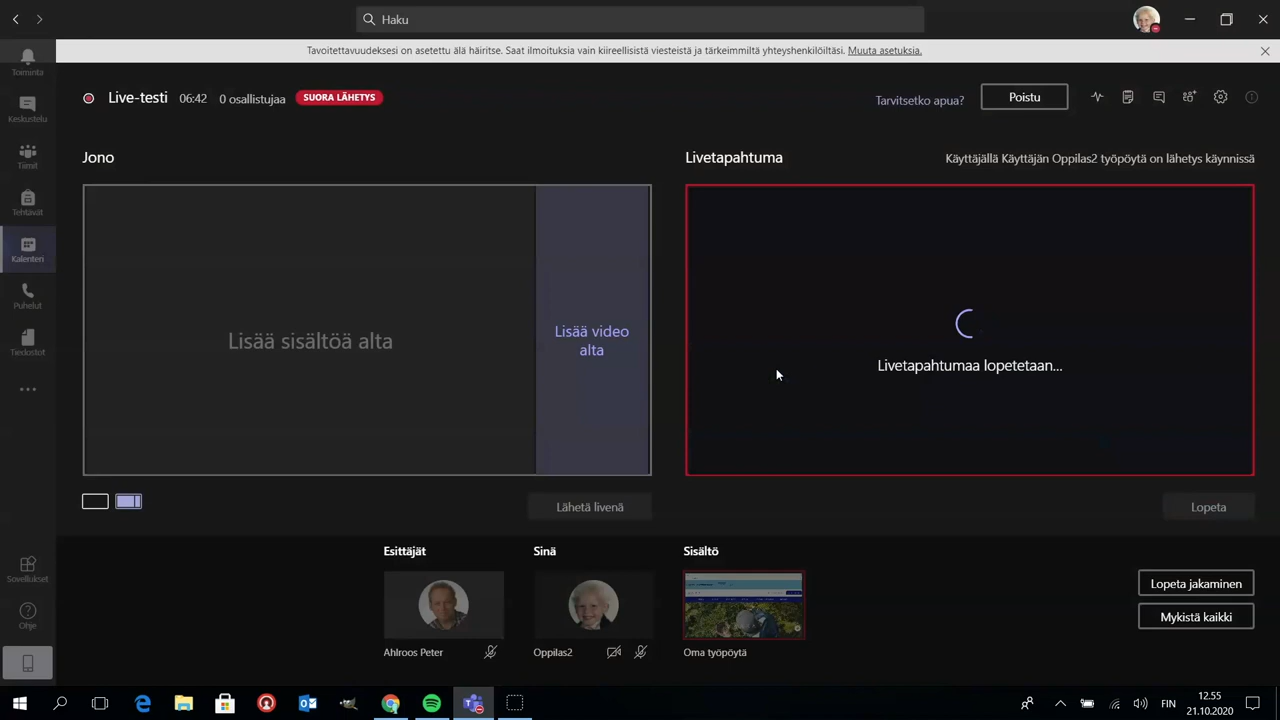 Haku
Tavoitettavuudeksesi on asetettu älä häiritse. Saat ilmoituksia vain kiireellisistä viesteistä ja tärkeimmiltä yhteyshenkilöiltäsi. Muuta asetuksia.
Toiminta
Keskustelu
Tiimit
Tehtävät
Kalenteri
Puhelut
Tiedostot
Sovellukset
Ohje
Live-testi 06:42 0 osallistujaa SUORA LÄHETYS
Tarvitsetko apua? Poistu
Jono
Lisää sisältöä alta
Lisää video
alta
Lähetä livenä
Livetapahtuma
Käyttäjällä Käyttäjän Oppilas2 työpöytä on lähetys käynnissä
Livetapahtumaa lopetetaan...
Lopeta
Esittäjät
Ahlroos Peter
Sinä
Oppilas2
Sisältö
Oma työpöytä
Lopeta jakaminen
Mykistä kaikki
FIN
12.55
21.10.2020